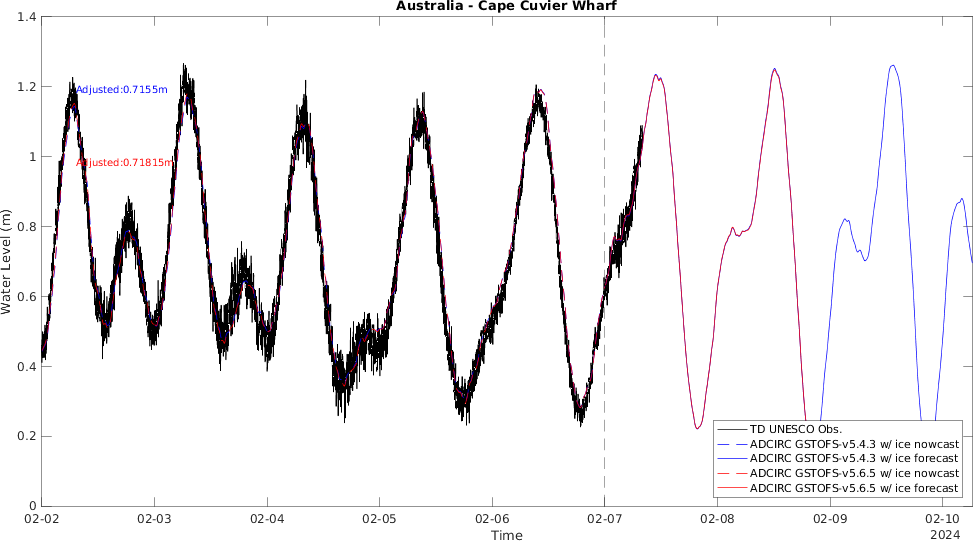 Australia - Cape Cuvier Wharf
1.4
1.2
1
0.8
0.6
0.4
0.2
0
Water Level (m)
Adjusted:0.7155m
Adjusted:0.71815m
TD UNESCO Obs.
ADCIRC GSTOFS-v5.4.3 w/ ice nowcast
ADCIRC GSTOFS-v5.4.3 w/ ice forecast
ADCIRC GSTOFS-v5.6.5 w/ ice nowcast
ADCIRC GSTOFS-v5.6.5 w/ ice forecast
02-02 02-03 02-04 02-05 02-06 02-07 02-08 02-09 02-10
Time
2024